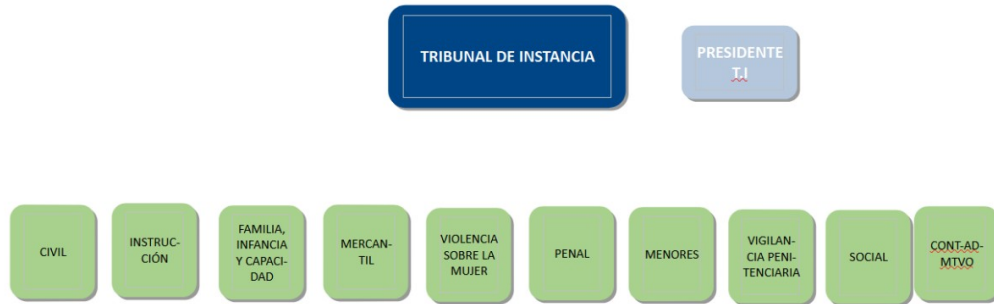 TRIBUNAL DE INSTANCIA
PRESIDENTE
T.I
CIVIL
INSTRUC-
CIÓN
FAMILIA,
INFANCIA
Y CAPACI-
DAD
MERCAN-
TIL
VIOLENCIA
SOBRE LA
MUJER
PENAL
MENORES
VIGILAN-
CIA PENI-
TENCIARIA
SOCIAL
CONT-AD-
MTVO